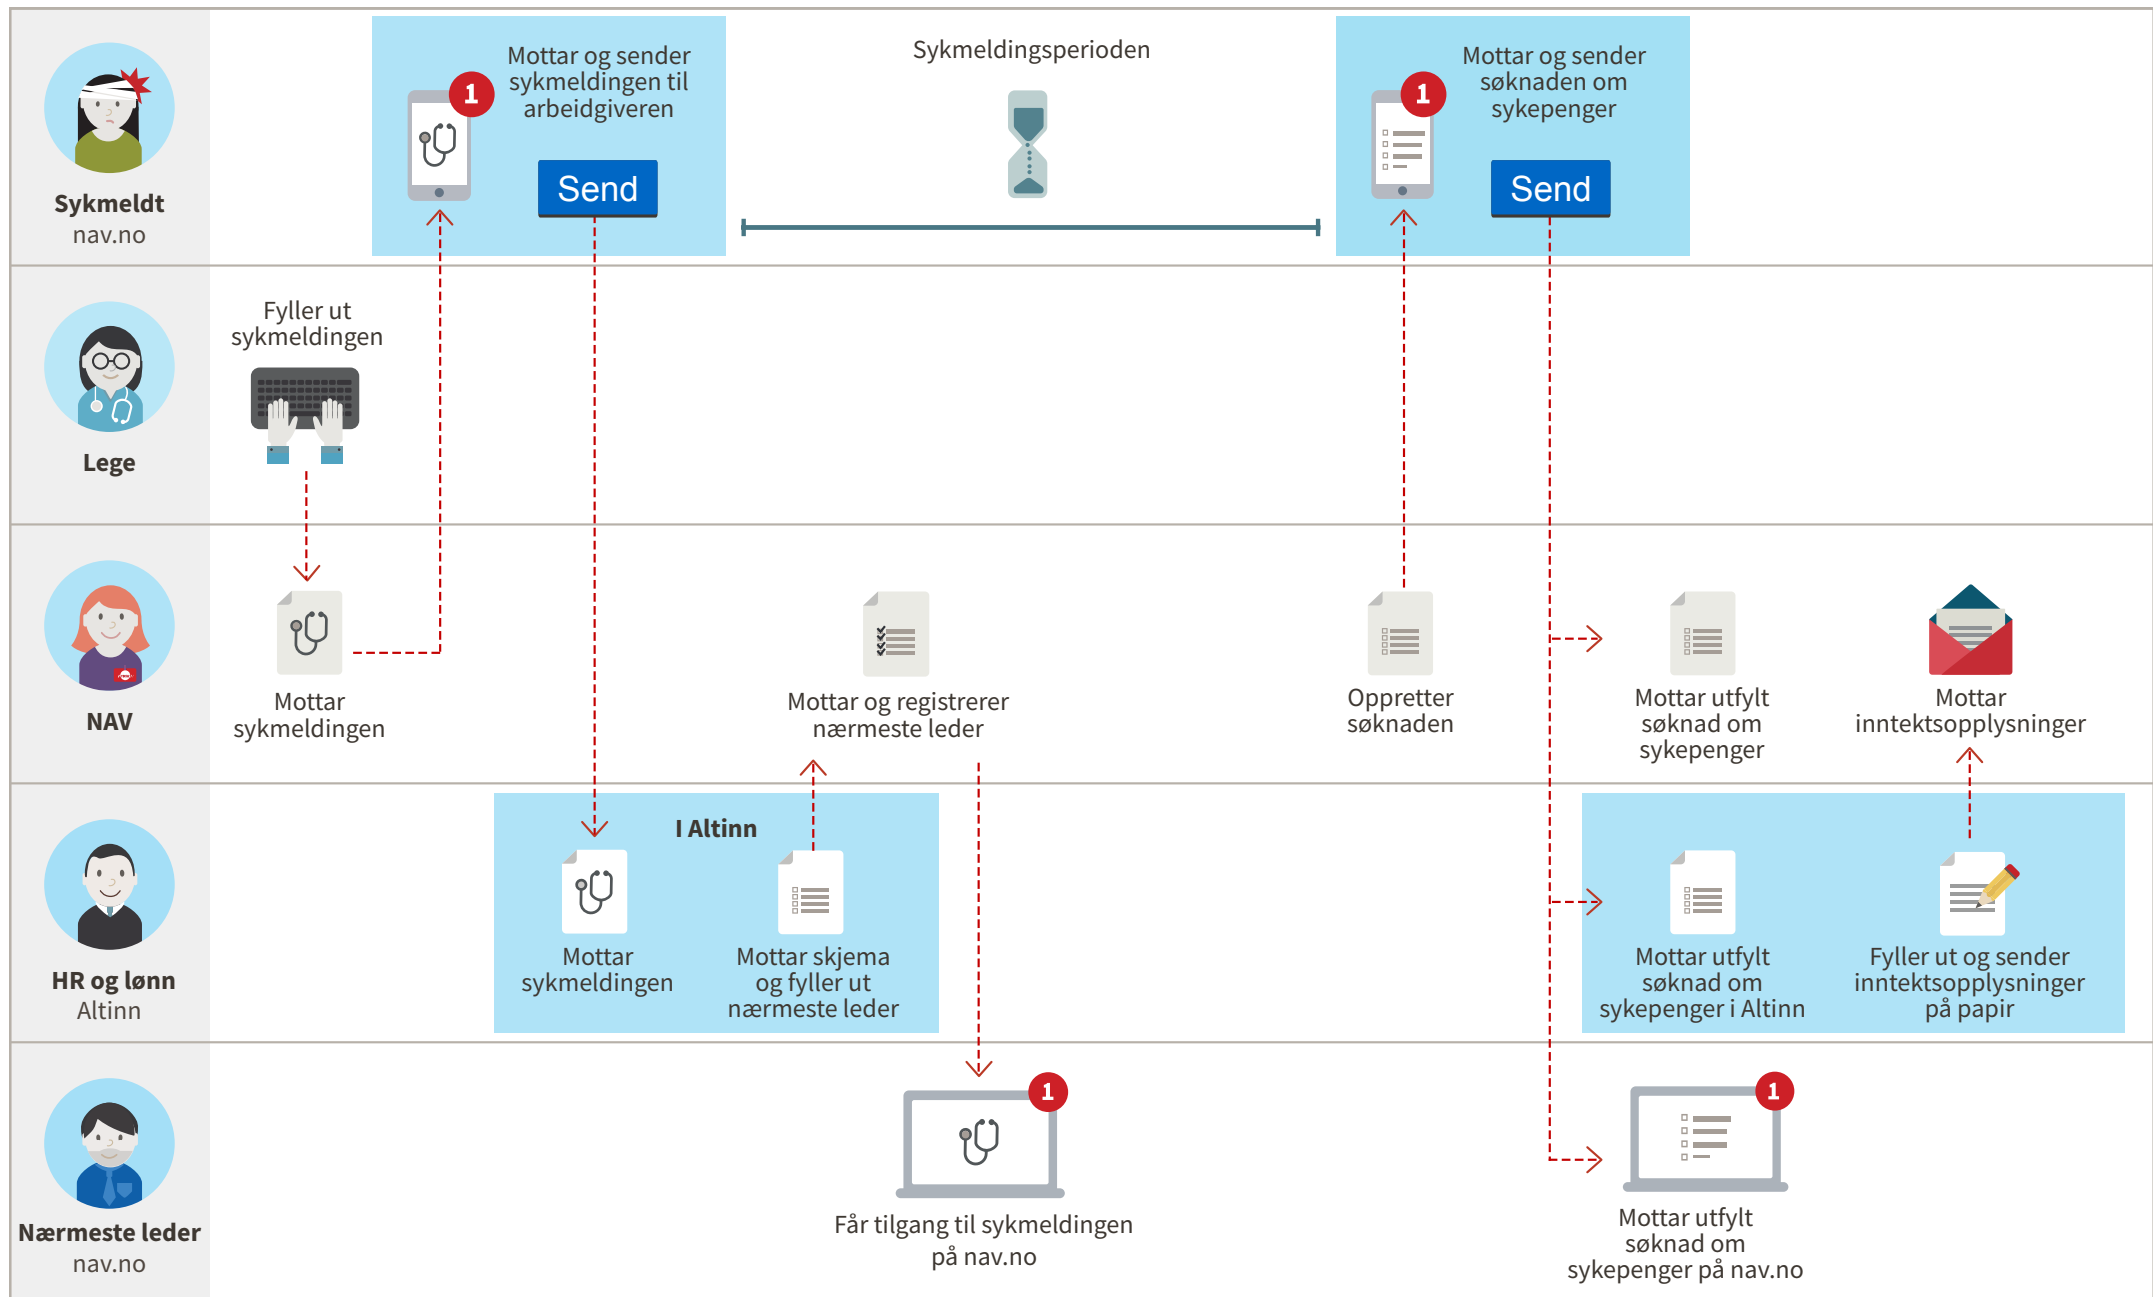 Sykmeldt
nav.no
1
Mottar og sender
sykmeldingen til
arbeidgiveren
Send
Sykmeldingsperioden
1
Mottar og sender
søknaden om
sykepenger
Send
Lege
Fyller ut
sykmeldingen
NAV
Mottar
sykmeldingen
Mottar og registrerer
nærmeste leder
Oppretter
søknaden
Mottar utfylt
søknad om
sykepenger
Mottar
inntektsopplysninger
HR og lønn
Altinn
I Altinn
Mottar
sykmeldingen
Mottar skjema
og fyller ut
nærmeste leder
Mottar utfylt
søknad om
sykepenger i Altinn
Fyller ut og sender
inntektsopplysninger
på papir
Nærmeste leder
nav.no
1
Får tilgang til sykmeldingen
på nav.no
1
Mottar utfylt
søknad om
sykepenger på nav.no